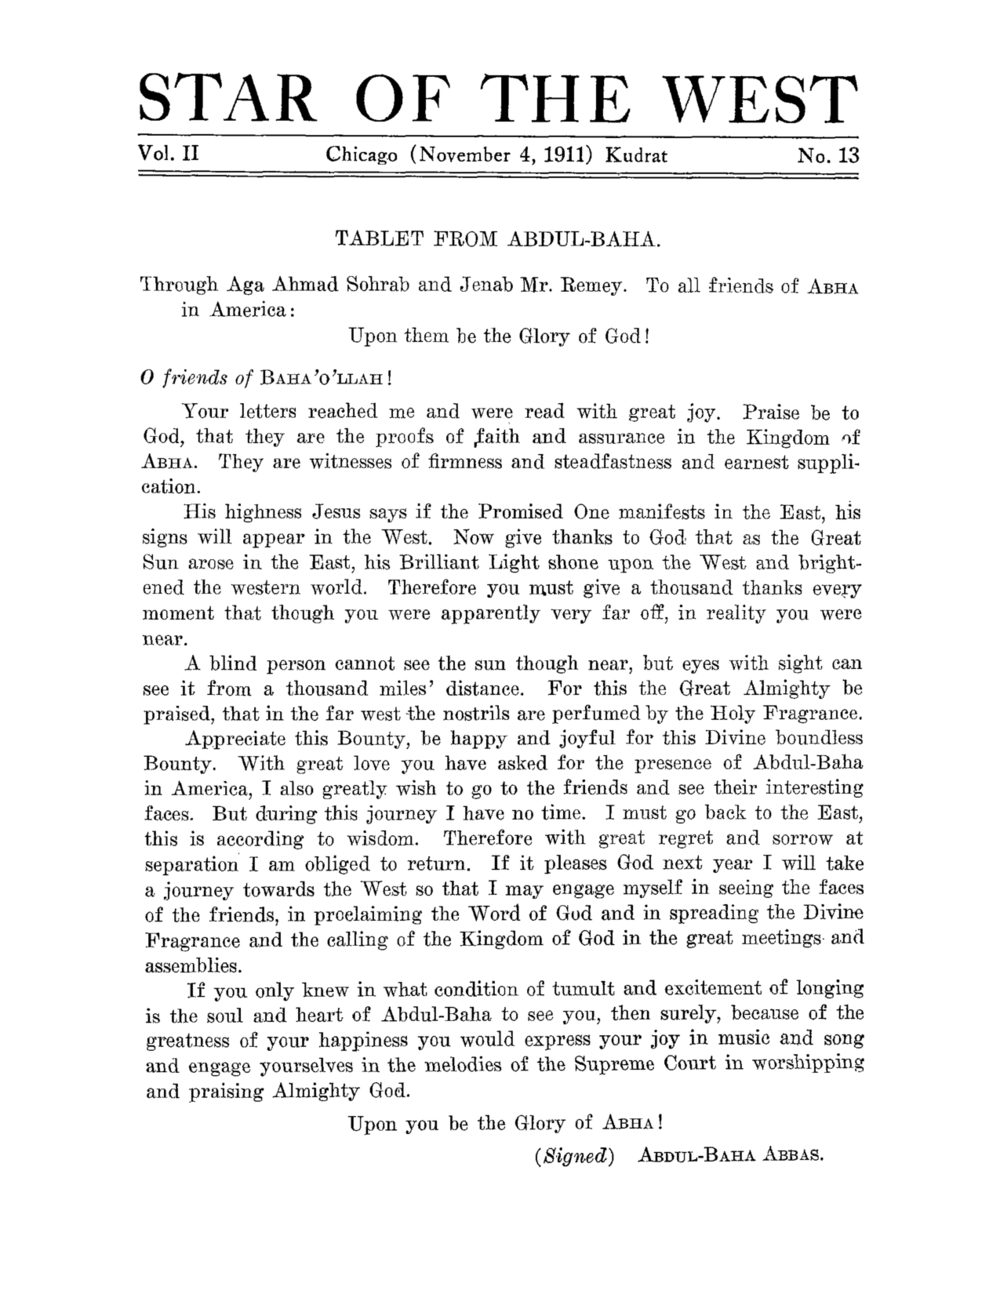 STAR OF THE WEST
Vol. II Chicago (November 4, 1911) Kudrat No. 13
TABLET FROM ABDUL-BAHA.
Through Aga Ahmad Sohrab and Jenab Mr. Remey. To all friends of ABHA
in America:
Upon them be the Glory of God!
O friends of BAHA'O'LLAH!
Your letters reached me and were read with great joy. Praise be to
God, that they are the proofs of faith and assurance in the Kingdom of
ABHA. They are witnesses of firmness and steadfastness and earnest suppli-
cation.
His highness Jesus says if the Promised One manifests in the East, his
signs will appear in the West. Now give thanks to God that as the Great
Sun arose in the East, his Brilliant Light shone upon the West and bright-
ened the western world. Therefore you must give a thousand thanks every
moment that though you were apparently very far off, in reality you were
near.
A blind person cannot see the sun though near, but eyes with sight can
see it from a thousand miles' distance. For this the Great Almighty be
praised, that in the far west the nostrils are perfumed by the Holy Fragrance.
Appreciate this Bounty, be happy and joyful for this Divine boundless
Bounty. With great love you have asked for the presence of Abdul-Baha
in America, I also greatly wish to go to the friends and see their interesting
faces. But during this journey I have no time. I must go back to the East,
this is according to wisdom. Therefore with great regret and sorrow at
separation I am obliged to return. If it pleases God next year I will take
a journey towards the West so that I may engage myself in seeing the faces
of the friends, in proclaiming the Word of God and in spreading the Divine
Fragrance and the calling of the Kingdom of God in the great meetings and
assemblies.
If you only knew in what condition of tumult and excitement of longing
is the soul and heart of Abdul-Baha to see you, then surely, because of the
greatness of your happiness you would express your joy in music and song
and engage yourselves in the melodies of the Supreme Court in worshipping
and praising Almighty God.
Upon you be the Glory of ABHA!
(Signed) ABDUL-BAHA ABBAS.